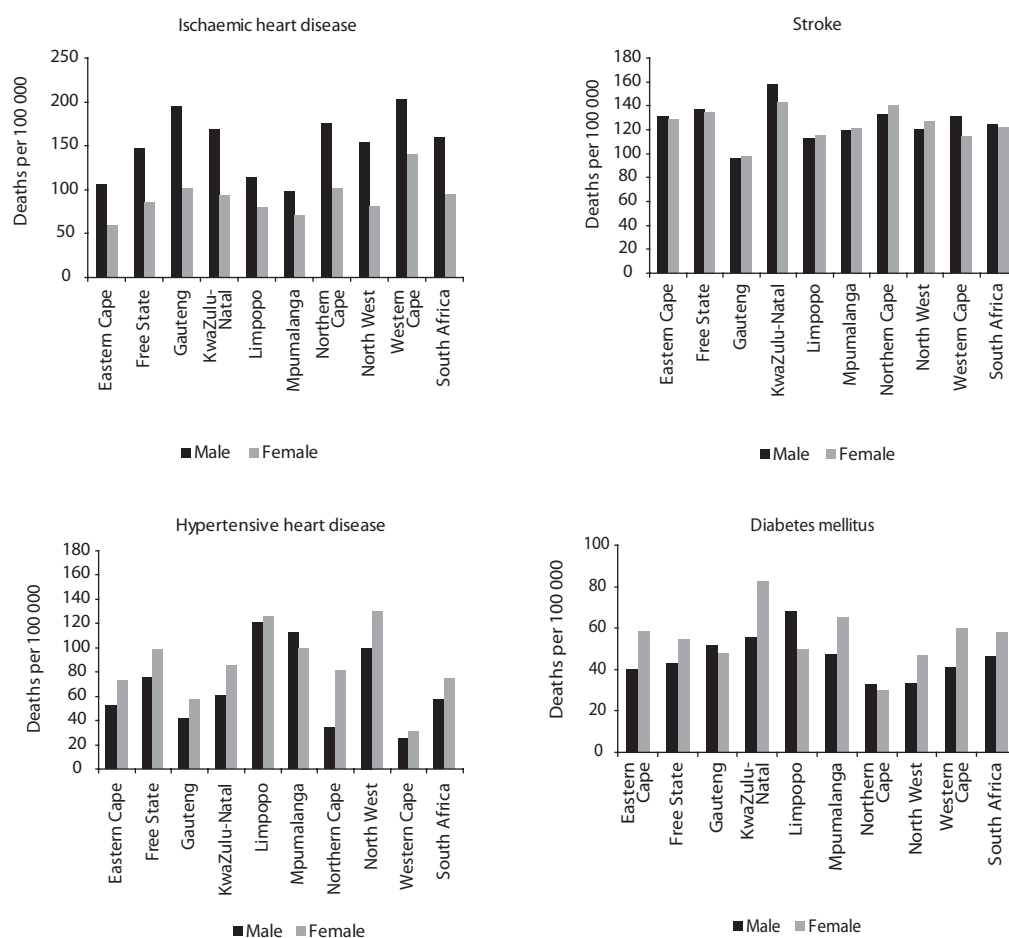 Ischaemic heart disease
Deaths per 100 000
250
200
150
100
50
0
Eastern Cape
Free State
Gauteng
KwaZulu-
Natal
Limpopo
Mpumalanga
Northern
Cape
North West
Western
Cape
South Africa
Male Female
Stroke
Deaths per 100 000
180
160
140
120
100
80
60
40
20
0
Eastern Cape
Free State
Gauteng
KwaZulu-Natal
Limpopo
Mpumalanga
Northern Cape
North West
Western Cape
South Africa
Male Female
Hypertensive heart disease
Deaths per 100 000
180
160
140
120
100
80
60
40
20
0
Eastern Cape
Free State
Gauteng
KwaZulu-Natal
Limpopo
Mpumalanga
Northern Cape
North West
Western Cape
South Africa
Male Female
Diabetes mellitus
Deaths per 100 000
100
80
60
40
20
0
Eastern
Cape
Free State
Gauteng
KwaZulu-
Natal
Limpopo
Mpumalanga
Northern
Cape
North West
Western
Cape
South Africa
Male Female